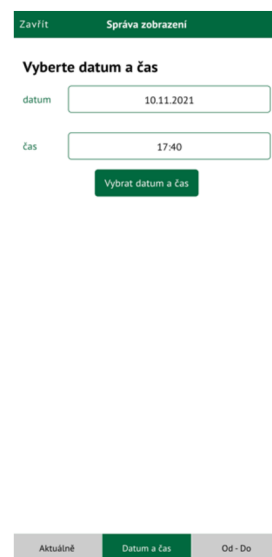 Zavřít Správa zobrazení
Vyberte datum a čas
datum 10.11.2021
čas 17:40
Vybrat datum a čas
Aktuálně Datum a čas Od - Do